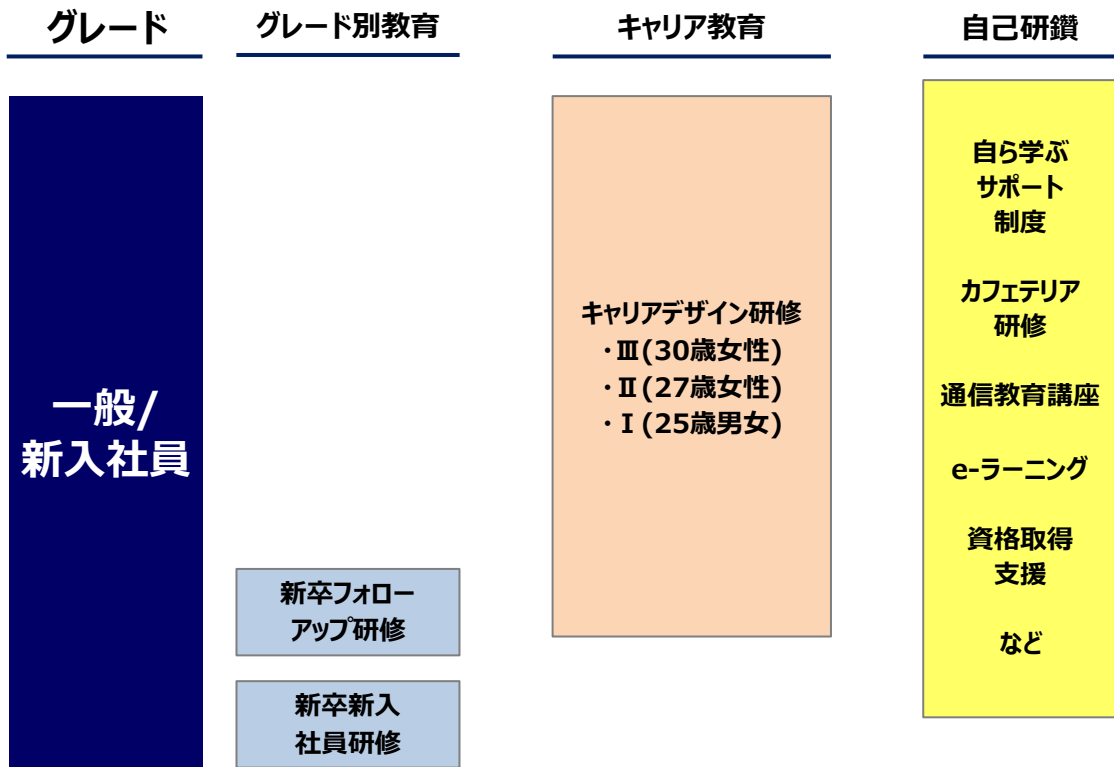 グレード
グレード別教育
キャリア教育
自己研鑽
一般/
新入社員
新卒フォロー
アップ研修
新卒新入
社員研修
キャリアデザイン研修
・Ⅲ(30歳女性)
・Ⅱ(27歳女性)
・Ⅰ(25歳男女)
自ら学ぶ
サポート
制度
カフェテリア
研修
通信教育講座
e-ラーニング
資格取得
支援
など